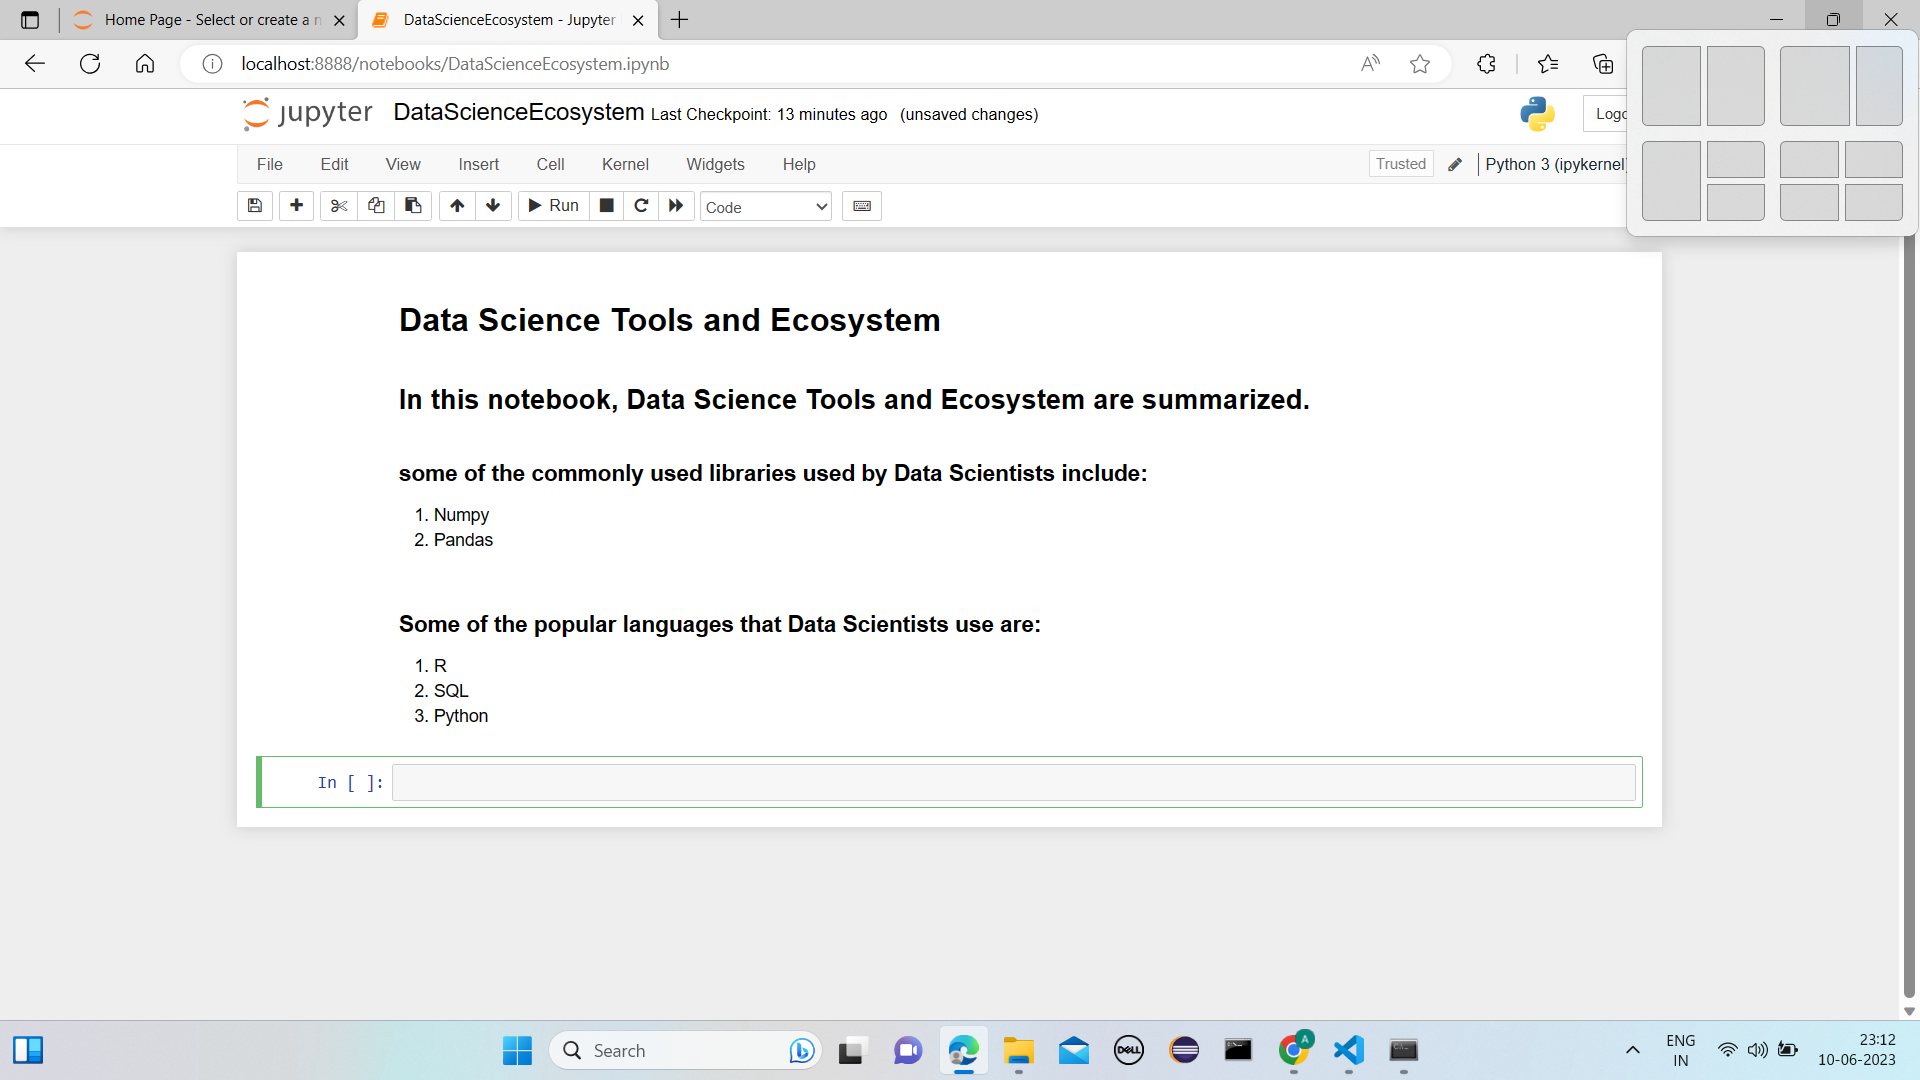 Home Page - Select or create a n
DataScienceEcosystem - Jupyter
localhost:8888/notebooks/DataScienceEcosystem.ipynb
jupyter DataScienceEcosystem Last Checkpoint: 13 minutes ago (unsaved changes)
Logo
File Edit View Insert Cell Kernel Widgets Help
Trusted Python 3 (ipykernel)
Run Code
Data Science Tools and Ecosystem
In this notebook, Data Science Tools and Ecosystem are summarized.
some of the commonly used libraries used by Data Scientists include:
1. Numpy
2. Pandas
Some of the popular languages that Data Scientists use are:
1. R
2. SQL
3. Python
In [ ]:
Search
DELL
A
ENG
IN
23:12
10-06-2023